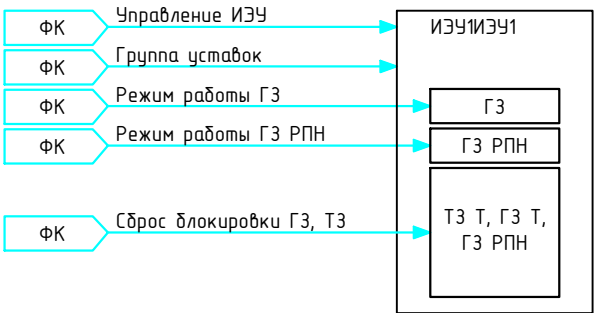 ФК Управление ИЭУ
ИЭУ1ИЭУ1
ФК Группа уставок
ФК Режим работы ГЗ
ГЗ
ФК Режим работы ГЗ РПН
ГЗ РПН
ФК Сброс блокировки ГЗ, ТЗ
ТЗ Т, ГЗ Т,
ГЗ РПН